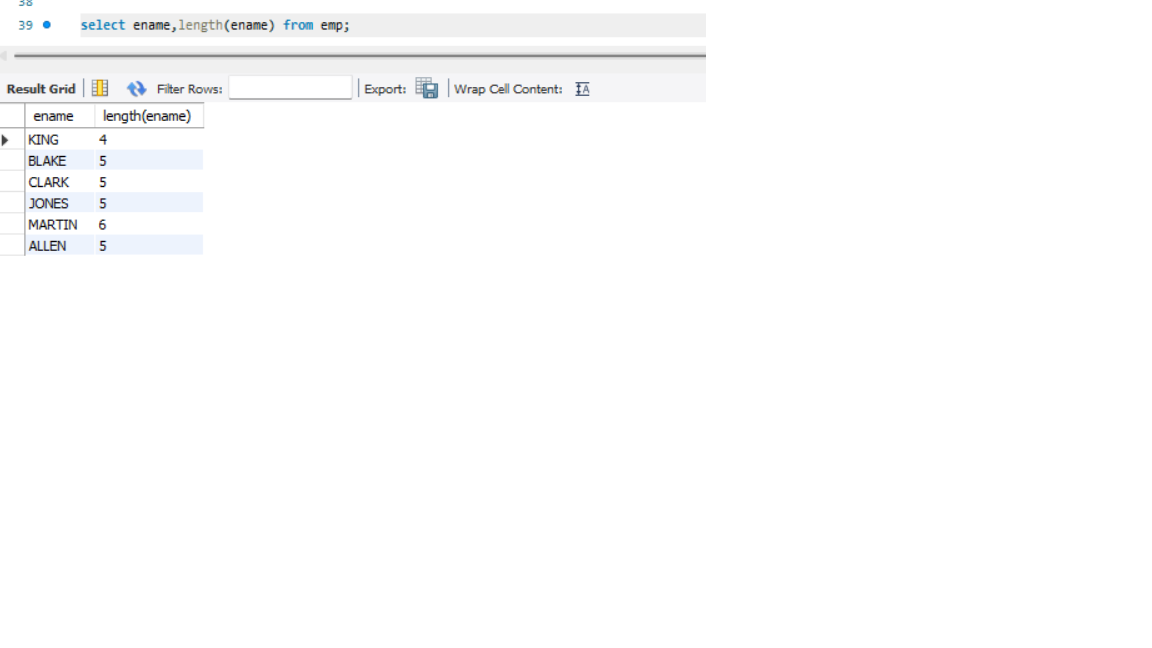 38
39 select ename,length(ename) from emp;
Result Grid Filter Rows: Export: Wrap Cell Content: IA
ename length(ename)
KING 4
BLAKE 5
CLARK 5
JONES 5
MARTIN 6
ALLEN 5